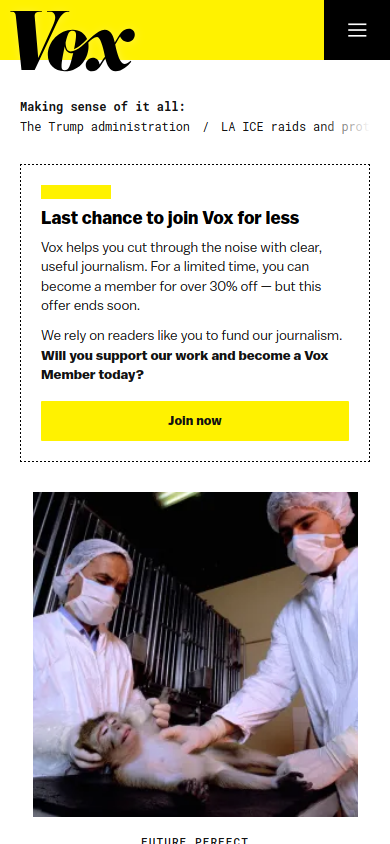 Vox
Making sense of it all:
The Trump administration / LA ICE raids and
Last chance to join Vox for less
Vox helps you cut through the noise with clear,
useful journalism. For a limited time, you can
become a member for over 30% off — but this
offer ends soon.
We rely on readers like you to fund our journalism.
Will you support our work and become a Vox
Member today?
Join now
FUTURE PERFECT